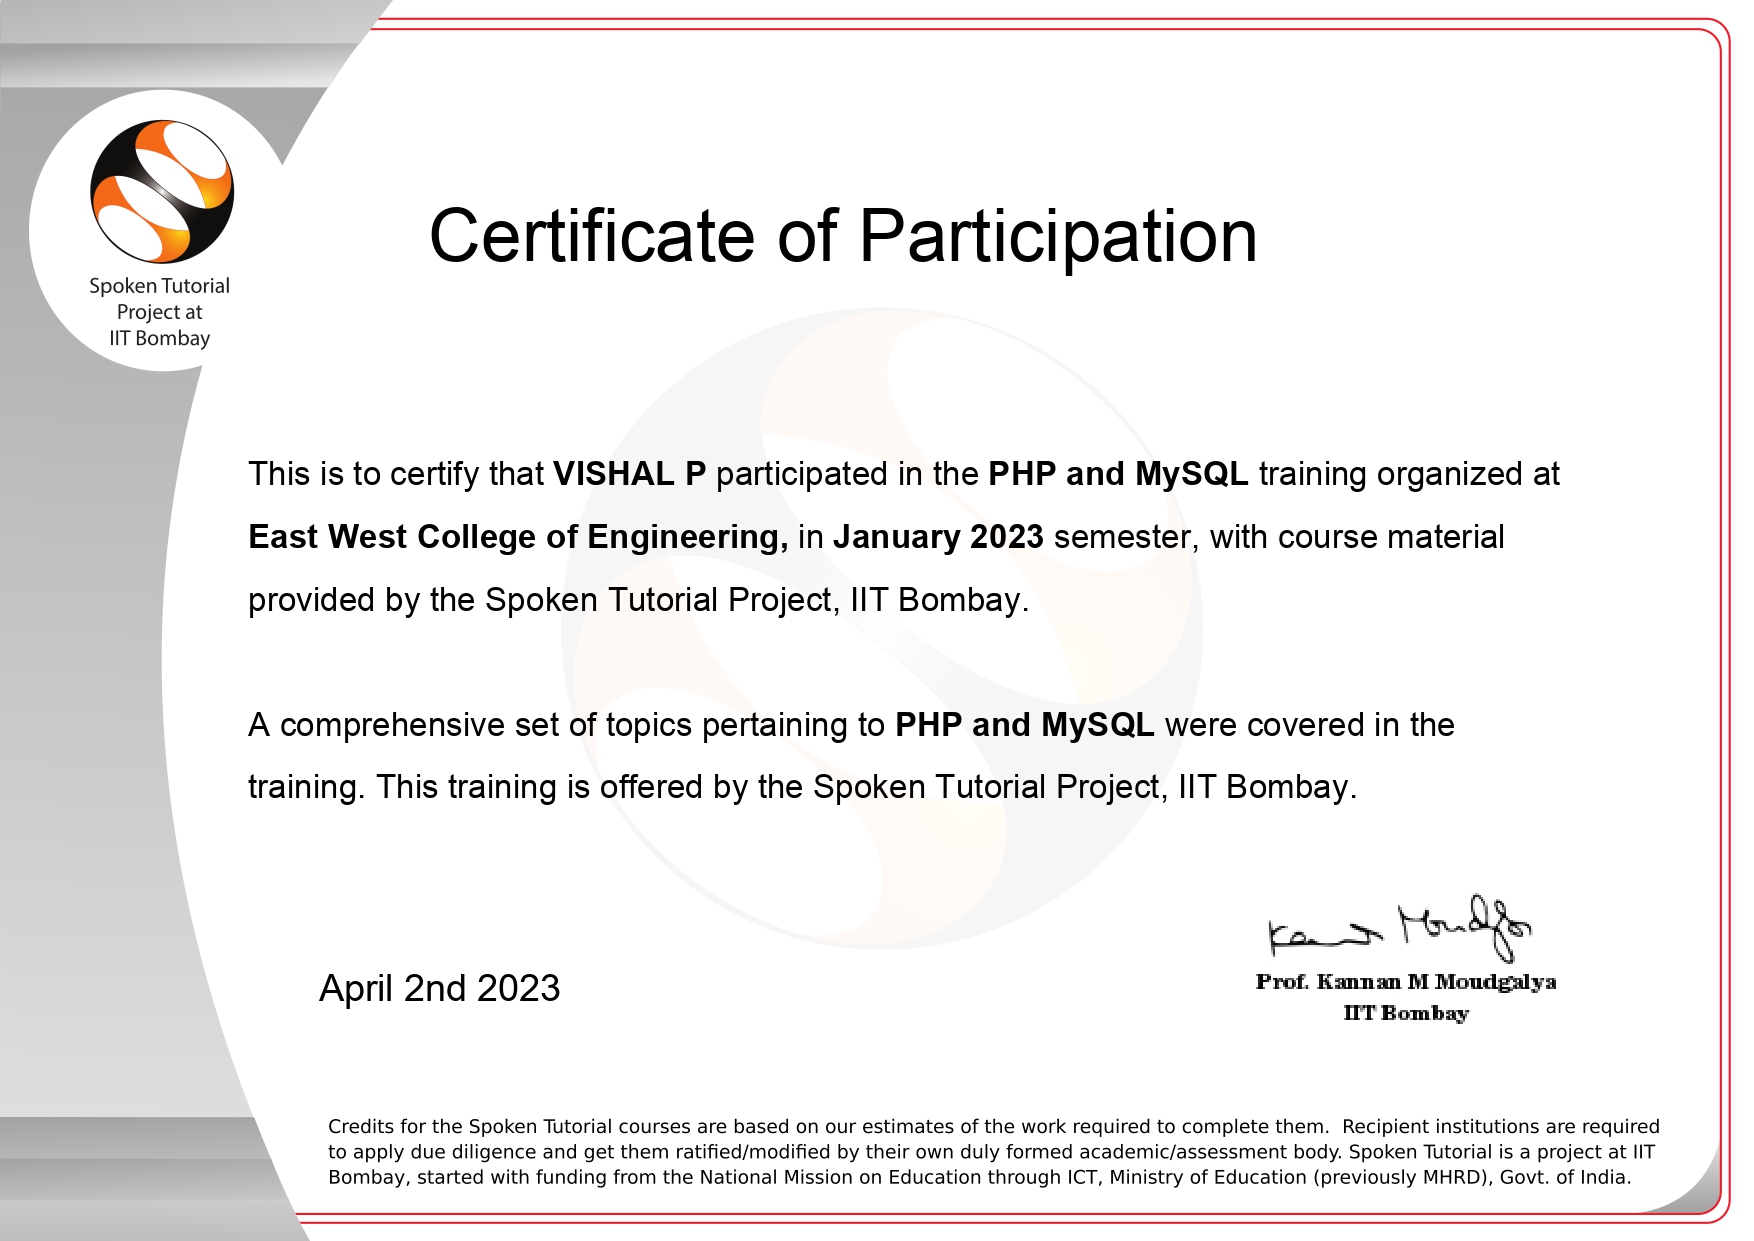 Spoken Tutorial
Project at
IIT Bombay
Certificate of Participation
This is to certify that VISHAL P participated in the PHP and MySQL training organized at
East West College of Engineering, in January 2023 semester, with course material
provided by the Spoken Tutorial Project, IIT Bombay.
A comprehensive set of topics pertaining to PHP and MySQL were covered in the
training. This training is offered by the Spoken Tutorial Project, IIT Bombay.
Kannan Moudgalya
Prof. Kannan M Moudgalya
IIT Bombay
April 2nd 2023
Credits for the Spoken Tutorial courses are based on our estimates of the work required to complete them.  Recipient institutions are required
to apply due diligence and get them ratified/modified by their own duly formed academic/assessment body. Spoken Tutorial is a project at IIT
Bombay, started with funding from the National Mission on Education through ICT, Ministry of Education (previously MHRD), Govt. of India.